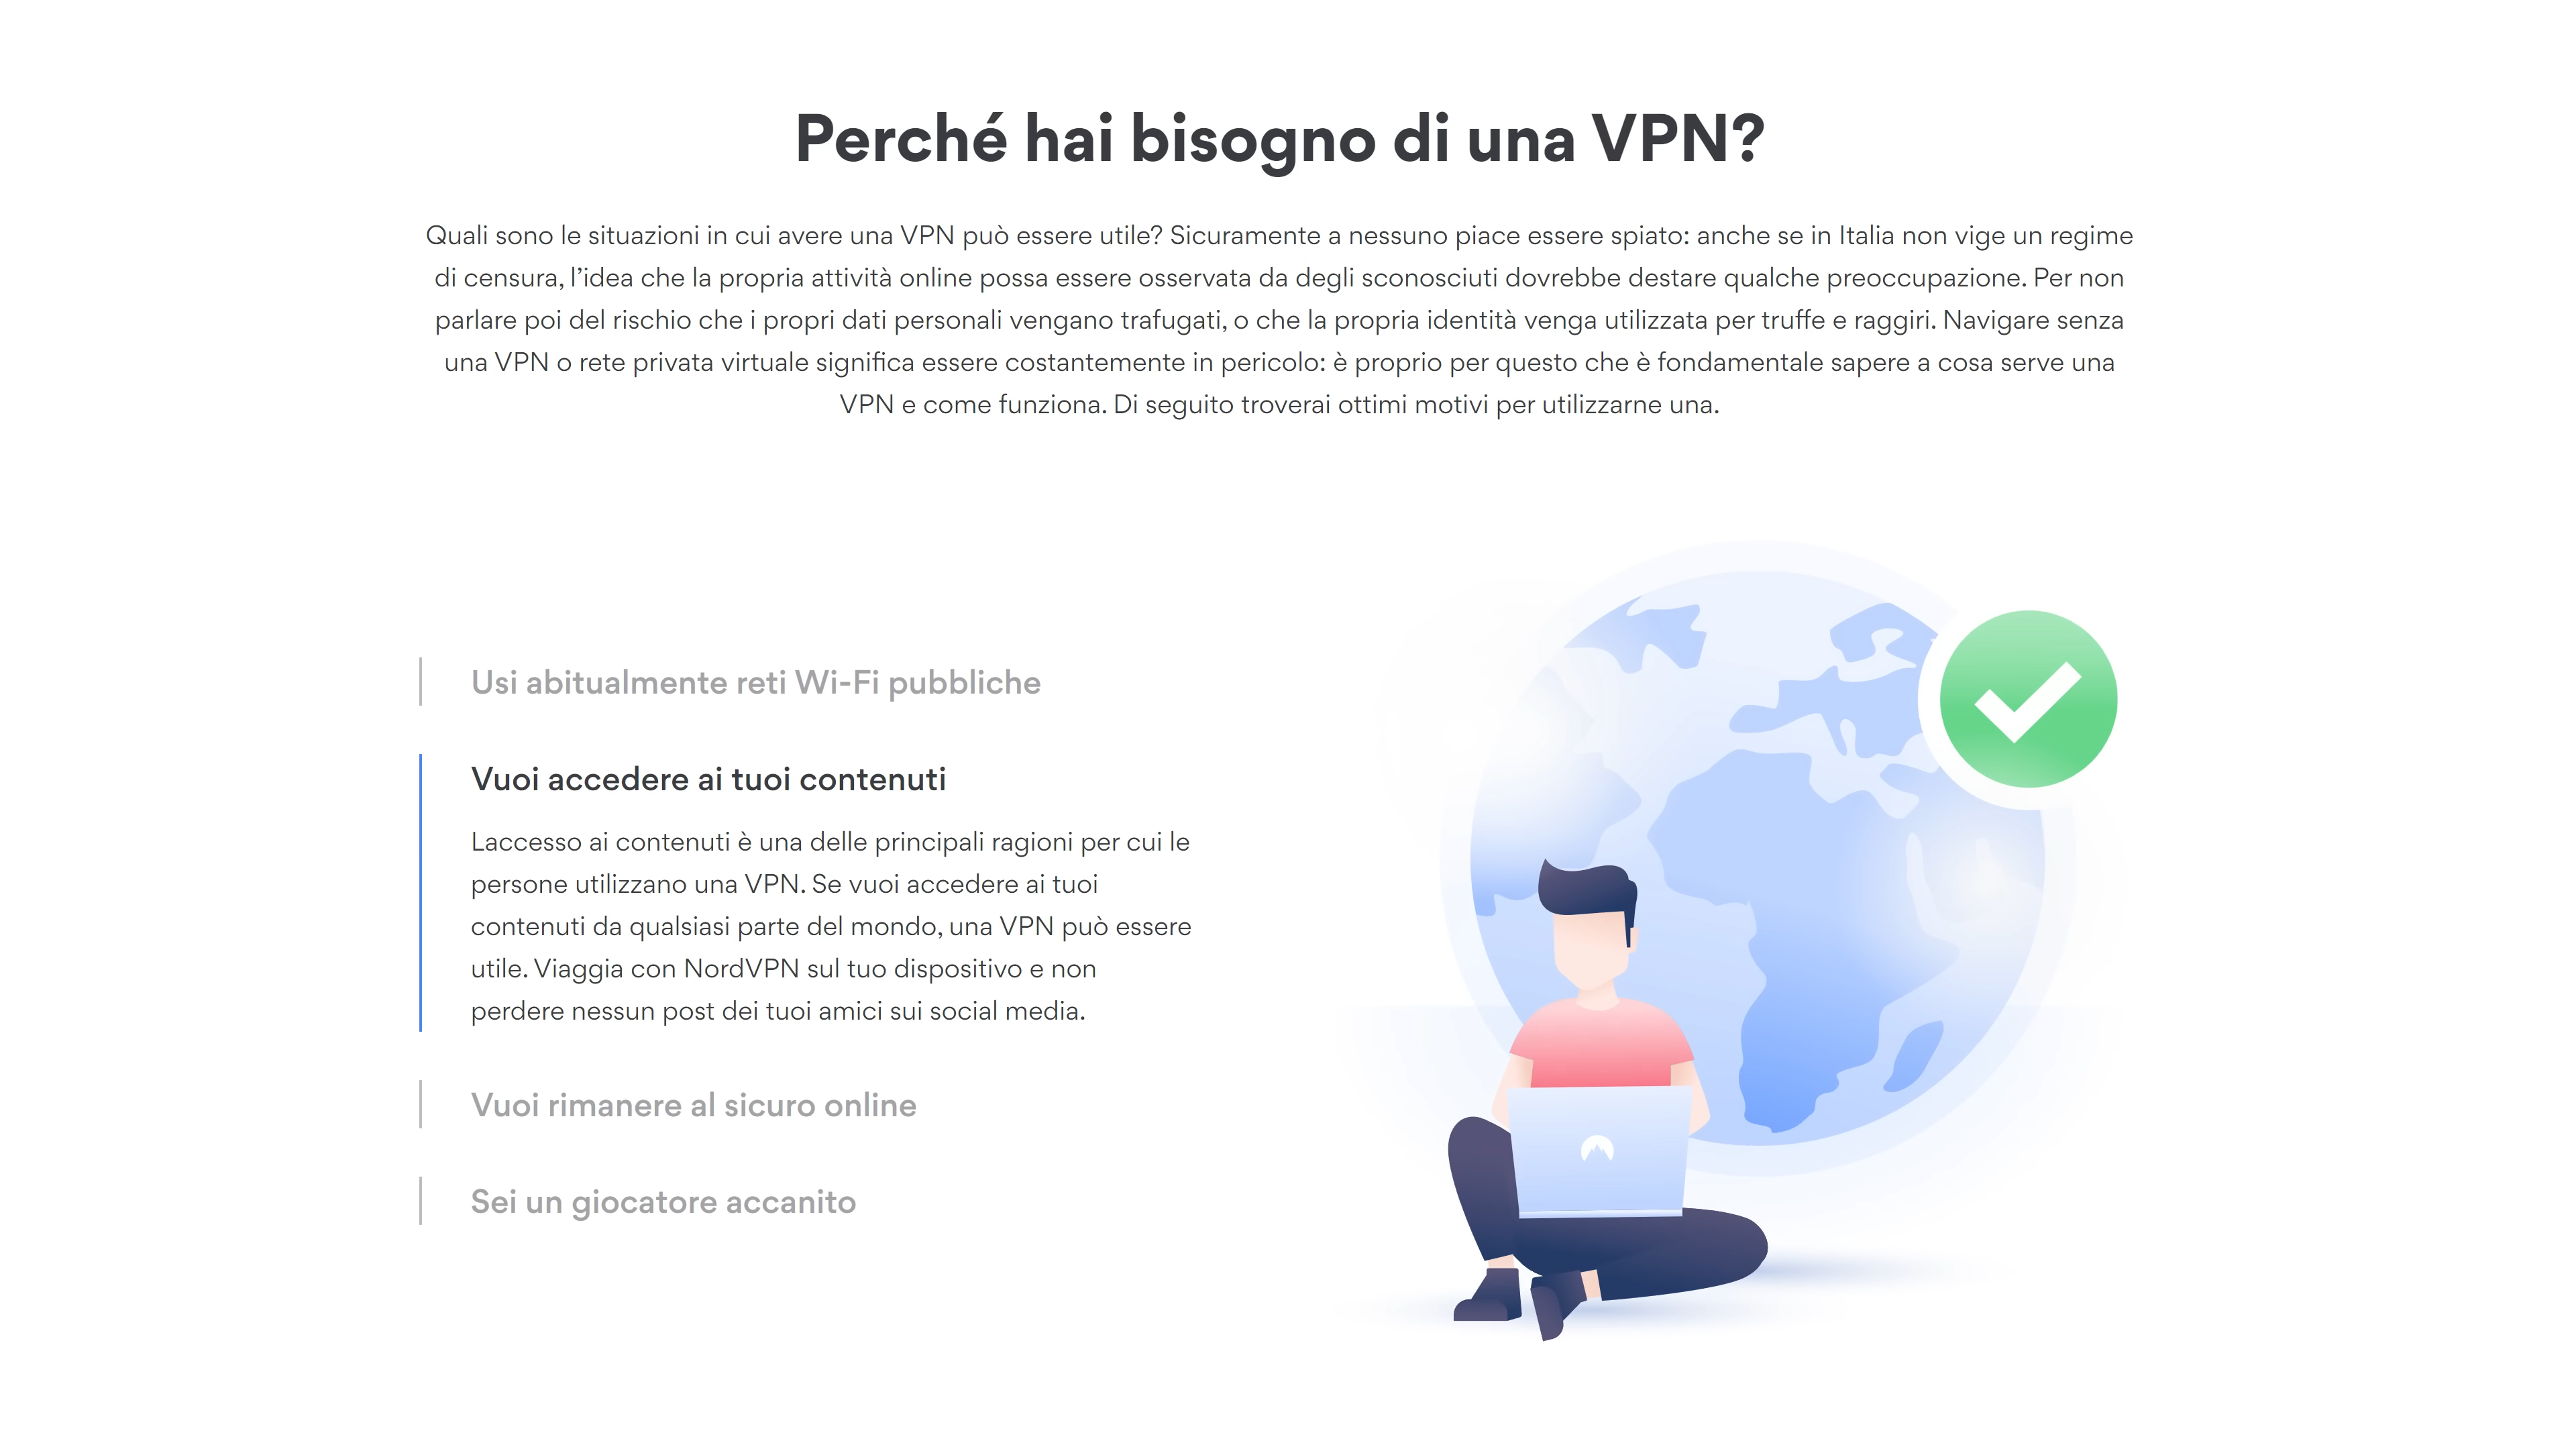 Perché hai bisogno di una VPN?
Quali sono le situazioni in cui avere una VPN può essere utile? Sicuramente a nessuno piace essere spiato: anche se in Italia non vige un regime
di censura, l’idea che la propria attività online possa essere osservata da degli sconosciuti dovrebbe destare qualche preoccupazione. Per non
parlare poi del rischio che i propri dati personali vengano trafugati, o che la propria identità venga utilizzata per truffe e raggiri. Navigare senza
una VPN o rete privata virtuale significa essere costantemente in pericolo: è proprio per questo che è fondamentale sapere a cosa serve una
VPN e come funziona. Di seguito troverai ottimi motivi per utilizzarne una.
Usi abitualmente reti Wi-Fi pubbliche
Vuoi accedere ai tuoi contenuti
Laccesso ai contenuti è una delle principali ragioni per cui le
persone utilizzano una VPN. Se vuoi accedere ai tuoi
contenuti da qualsiasi parte del mondo, una VPN può essere
utile. Viaggia con NordVPN sul tuo dispositivo e non
perdere nessun post dei tuoi amici sui social media.
Vuoi rimanere al sicuro online
Sei un giocatore accanito